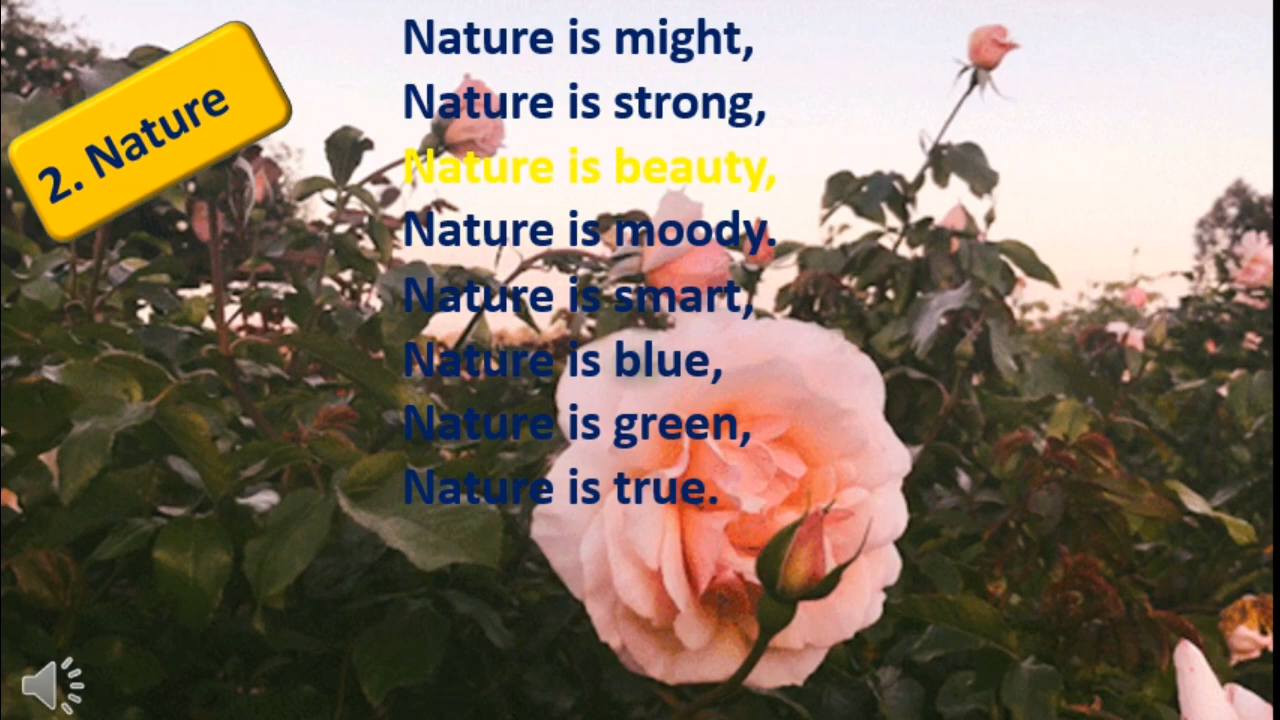 2. Nature
Nature is might,
Nature is strong,
Nature is beauty,
Nature is moody.
Nature is smart,
Nature is blue,
Nature is green,
Nature is true.